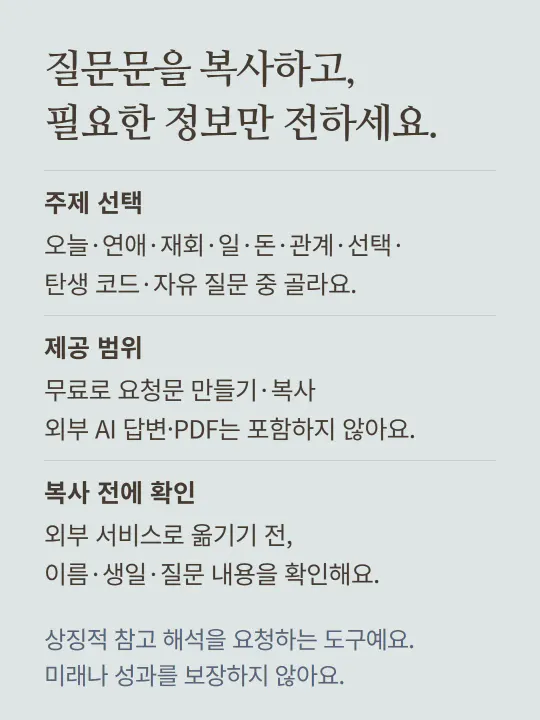 질문문을 복사하고,
필요한 정보만 전하세요.
주제 선택
오늘·연애·재회·일·돈·관계·선택·
탄생 코드·자유 질문 중 골라요.
제공 범위
무료로 요청문 만들기·복사
외부 AI 답변·PDF는 포함하지 않아요.
복사 전에 확인
외부 서비스로 옮기기 전,
이름·생일·질문 내용을 확인해요.
상징적 참고 해석을 요청하는 도구예요.
미래나 성과를 보장하지 않아요.